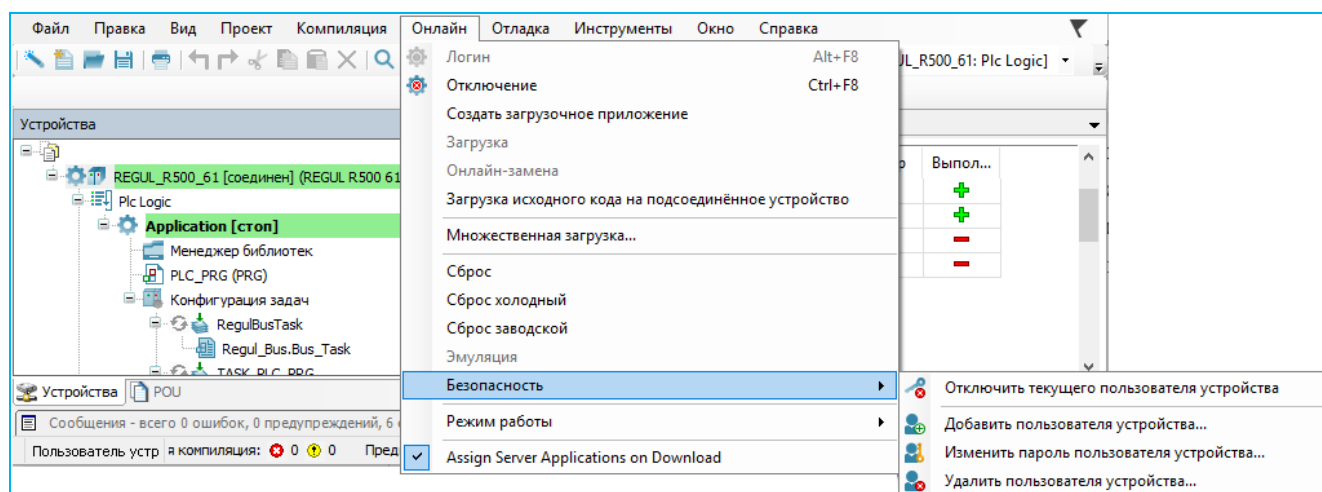 Файл Правка Вид Проект Компиляция Онлайн Отладка Инструменты Окно Справка
Логин Alt+F8
JL_R500_61: Plc Logic]
Отключение Ctrl+F8
Создать загрузочное приложение
Устройства
Загрузка
Выпол...
Онлайн-замена
REGUL_R500_61 [соединен] (REGUL R500 61
Загрузка исходного кода на подсоединённое устройство
Plc Logic
Application [стоп]
Множественная загрузка...
Менеджер библиотек
Сброс
PLC_PRG (PRG)
Сброс холодный
Конфигурация задач
Сброс заводской
RegulBusTask
Regul_Bus.Bus_Task
Эмуляция
TASK_PLC_PRG
Безопасность
Отключить текущего пользователя устройства
Устройства POU
Сообщения - всего 0 ошибок, 0 предупреждений, 6
Режим работы
Добавить пользователя устройства...
Пользователь устр я компиляция: 0 0 Пред
Assign Server Applications on Download
Изменить пароль пользователя устройства...
Удалить пользователя устройства...